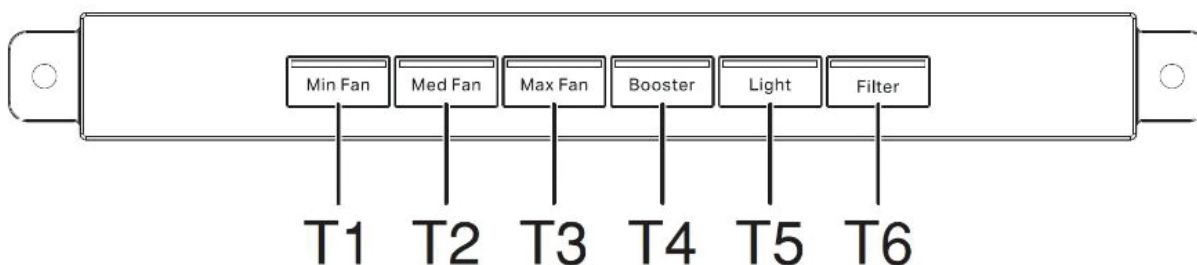 Min Fan Med Fan Max Fan Booster Light Filter
T1 T2 T3 T4 T5 T6